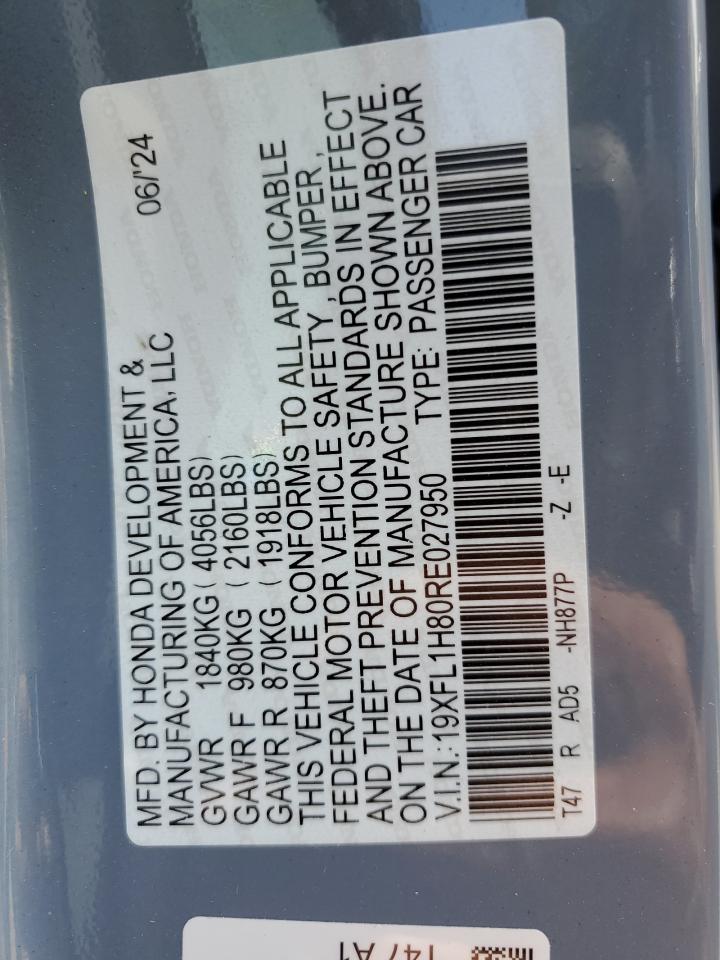 MFD. BY HONDA DEVELOPMENT & 06/'24
MANUFACTURING OF AMERICA, LLC
GVWR 1840KG ( 4056LBS)
GAWR F 980KG ( 2160LBS)
GAWR R 870KG ( 1918LBS)
THIS VEHICLE CONFORMS TO ALL APPLICABLE
FEDERAL MOTOR VEHICLE SAFETY , BUMPER ,
AND THEFT PREVENTION STANDARDS IN EFFECT
ON THE DATE OF MANUFACTURE SHOWN ABOVE.
V.I.N.:19XFL1H80RE027950 TYPE: PASSENGER CAR
T47 R AD5 -NH877P -Z -E